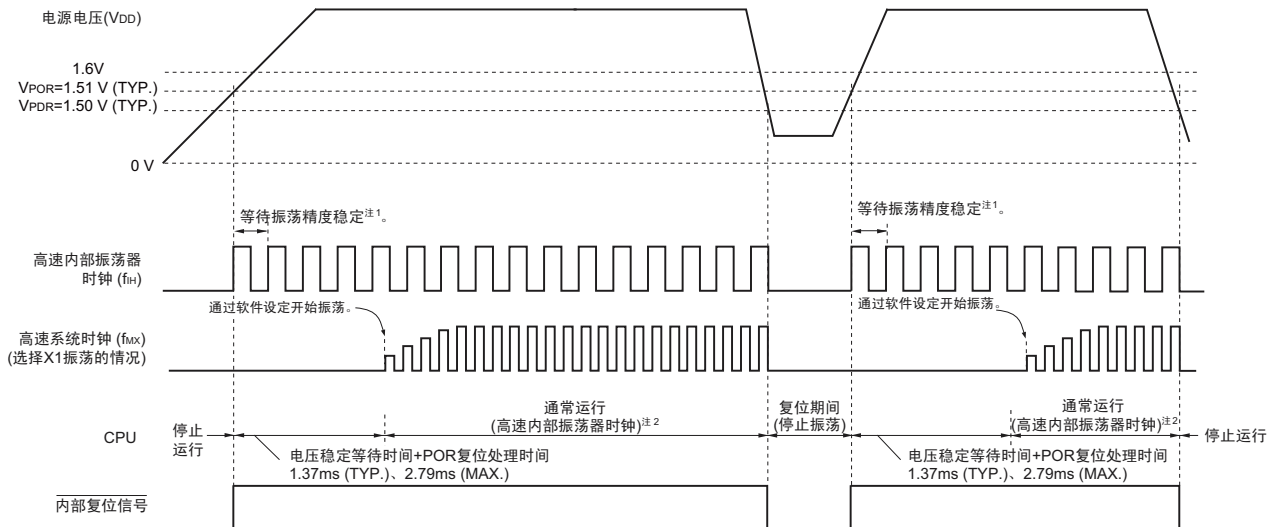 电源电压(VDD)
1.6V
VPOR=1.51 V (TYP.)
VPDR=1.50 V (TYP.)
0 V
等待振荡精度稳定注1。
等待振荡精度稳定注1。
高速内部振荡器
时钟 (fIH)
通过软件设定开始振荡。
通过软件设定开始振荡。
高速系统时钟 (fMX)
(选择X1振荡的情况)
CPU
停止
运行
通常运行
(高速内部振荡器时钟)注2
复位期间
(停止振荡)
通常运行
(高速内部振荡器时钟)注2
停止运行
电压稳定等待时间+POR复位处理时间
1.37ms (TYP.)、2.79ms (MAX.)
电压稳定等待时间+POR复位处理时间
1.37ms (TYP.)、2.79ms (MAX.)
内部复位信号